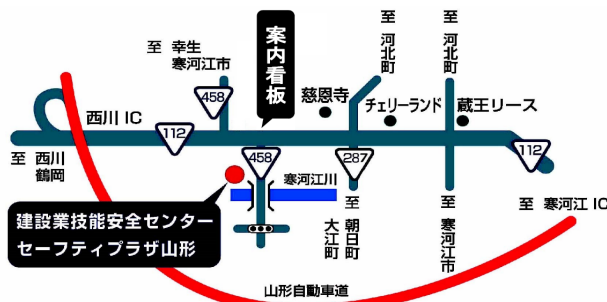 至 幸生
寒河江市
案内看板
至 河北町
至 河北町
458
慈恩寺
チェリーランド
蔵王リース
西川 IC
112
458
287
112
至 西川
鶴岡
寒河江川
至 朝日町
大江町
至 寒河江市
至 寒河江 IC
建設業技能安全センター
セーフティプラザ山形
山形自動車道